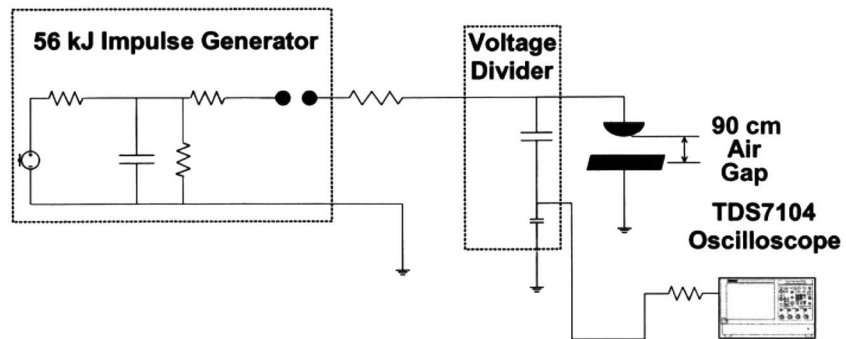 56 kJ Impulse Generator
Voltage
Divider
90 cm
Air
Gap
TDS7104
Oscilloscope